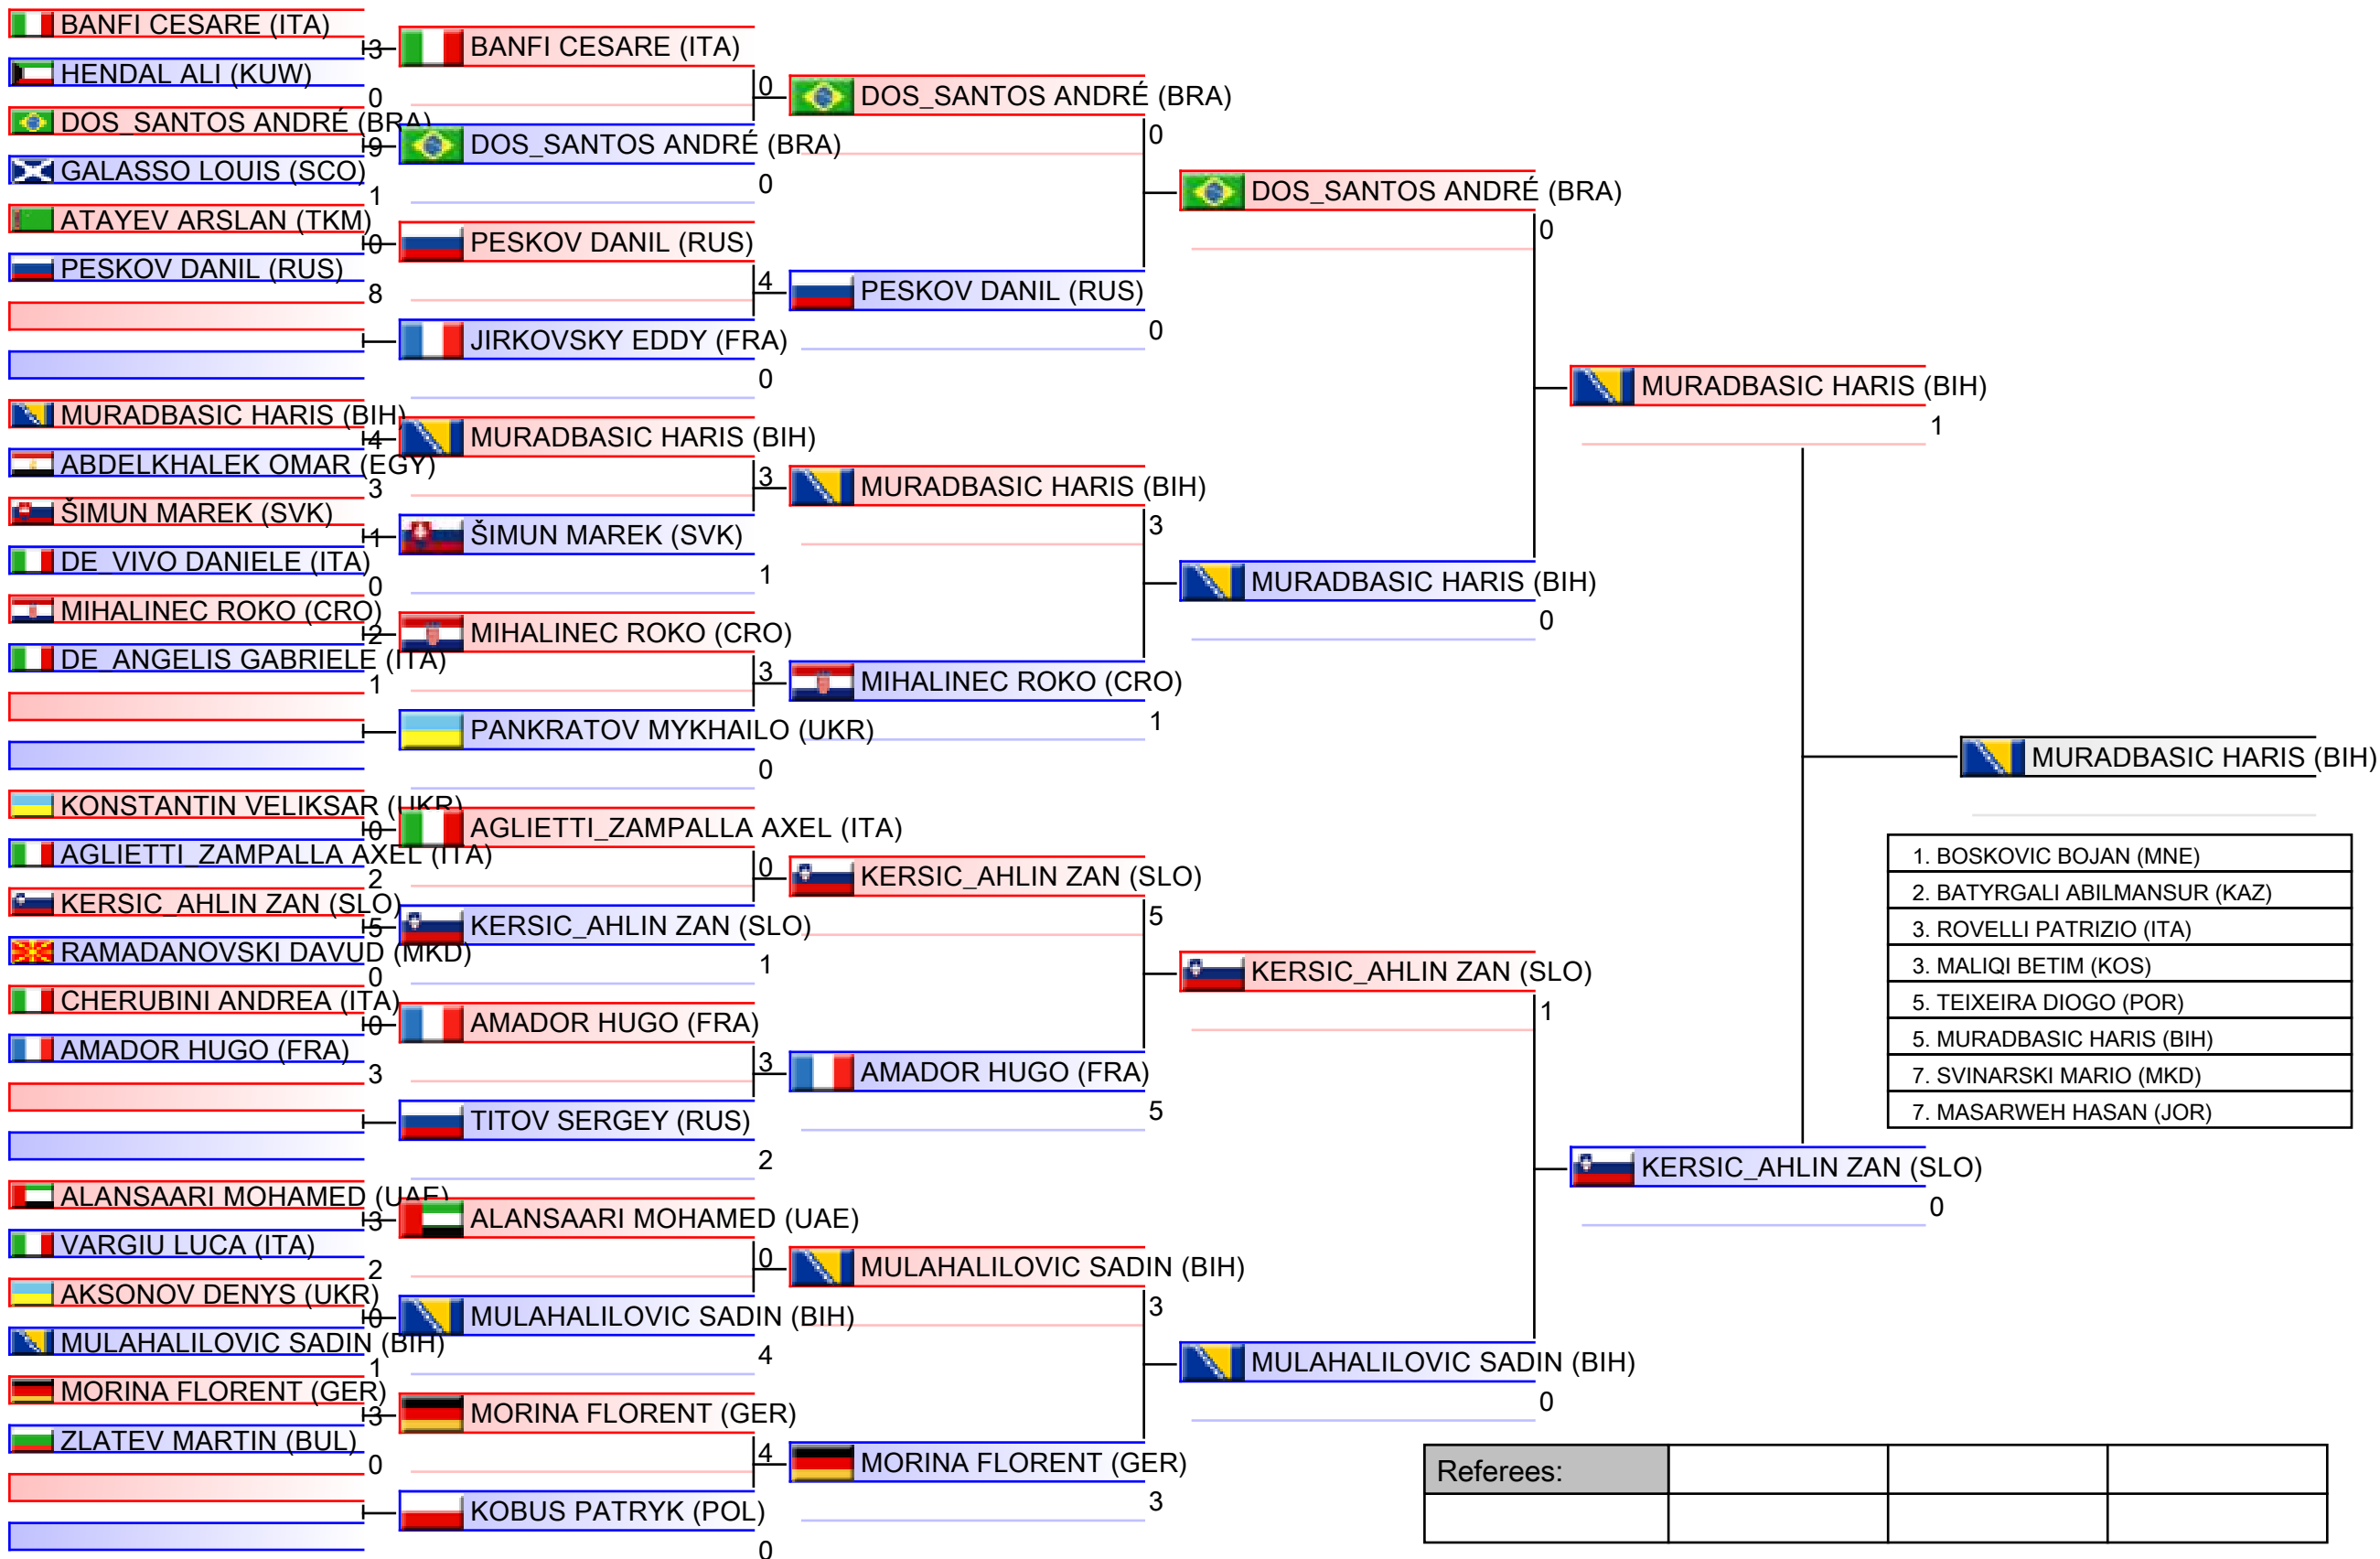 BANFI CESARE (ITA)
3
HENDAL ALI (KUW)
0
DOS_SANTOS ANDRÉ (BRA)
9
GALASSO LOUIS (SCO)
1
ATAYEV ARSLAN (TKM)
0
PESKOV DANIL (RUS)
8
MURADBASIC HARIS (BIH)
4
ABDELKHALEK OMAR (EGY)
3
ŠIMUN MAREK (SVK)
1
DE_VIVO DANIELE (ITA)
0
MIHALINEC ROKO (CRO)
2
DE_ANGELIS GABRIELE (ITA)
1
KONSTANTIN VELIKSAR (UKR)
0
AGLIETTI_ZAMPALLA AXEL (ITA)
2
KERSIC_AHLIN ZAN (SLO)
5
RAMADANOVSKI DAVUD (MKD)
0
CHERUBINI ANDREA (ITA)
0
AMADOR HUGO (FRA)
3
ALANSAARI MOHAMED (UAE)
3
VARGIU LUCA (ITA)
2
AKSONOV DENYS (UKR)
0
MULAHALILOVIC SADIN (BIH)
1
MORINA FLORENT (GER)
3
ZLATEV MARTIN (BUL)
0
BANFI CESARE (ITA)
0
DOS_SANTOS ANDRÉ (BRA)
0
PESKOV DANIL (RUS)
4
JIRKOVSKY EDDY (FRA)
0
MURADBASIC HARIS (BIH)
3
ŠIMUN MAREK (SVK)
1
MIHALINEC ROKO (CRO)
3
PANKRATOV MYKHAILO (UKR)
0
AGLIETTI_ZAMPALLA AXEL (ITA)
0
KERSIC_AHLIN ZAN (SLO)
1
AMADOR HUGO (FRA)
3
TITOV SERGEY (RUS)
2
ALANSAARI MOHAMED (UAE)
0
MULAHALILOVIC SADIN (BIH)
4
MORINA FLORENT (GER)
4
KOBUS PATRYK (POL)
0
DOS_SANTOS ANDRÉ (BRA)
0
PESKOV DANIL (RUS)
0
MURADBASIC HARIS (BIH)
3
MIHALINEC ROKO (CRO)
1
KERSIC_AHLIN ZAN (SLO)
5
AMADOR HUGO (FRA)
5
MULAHALILOVIC SADIN (BIH)
3
MORINA FLORENT (GER)
3
DOS_SANTOS ANDRÉ (BRA)
0
MURADBASIC HARIS (BIH)
0
KERSIC_AHLIN ZAN (SLO)
1
MULAHALILOVIC SADIN (BIH)
0
MURADBASIC HARIS (BIH)
1
KERSIC_AHLIN ZAN (SLO)
0
MURADBASIC HARIS (BIH)
1. BOSKOVIC BOJAN (MNE)
2. BATYRGALI ABILMANSUR (KAZ)
3. ROVELLI PATRIZIO (ITA)
3. MALIQI BETIM (KOS)
5. TEIXEIRA DIOGO (POR)
5. MURADBASIC HARIS (BIH)
7. SVINARSKI MARIO (MKD)
7. MASARWEH HASAN (JOR)
Referees: